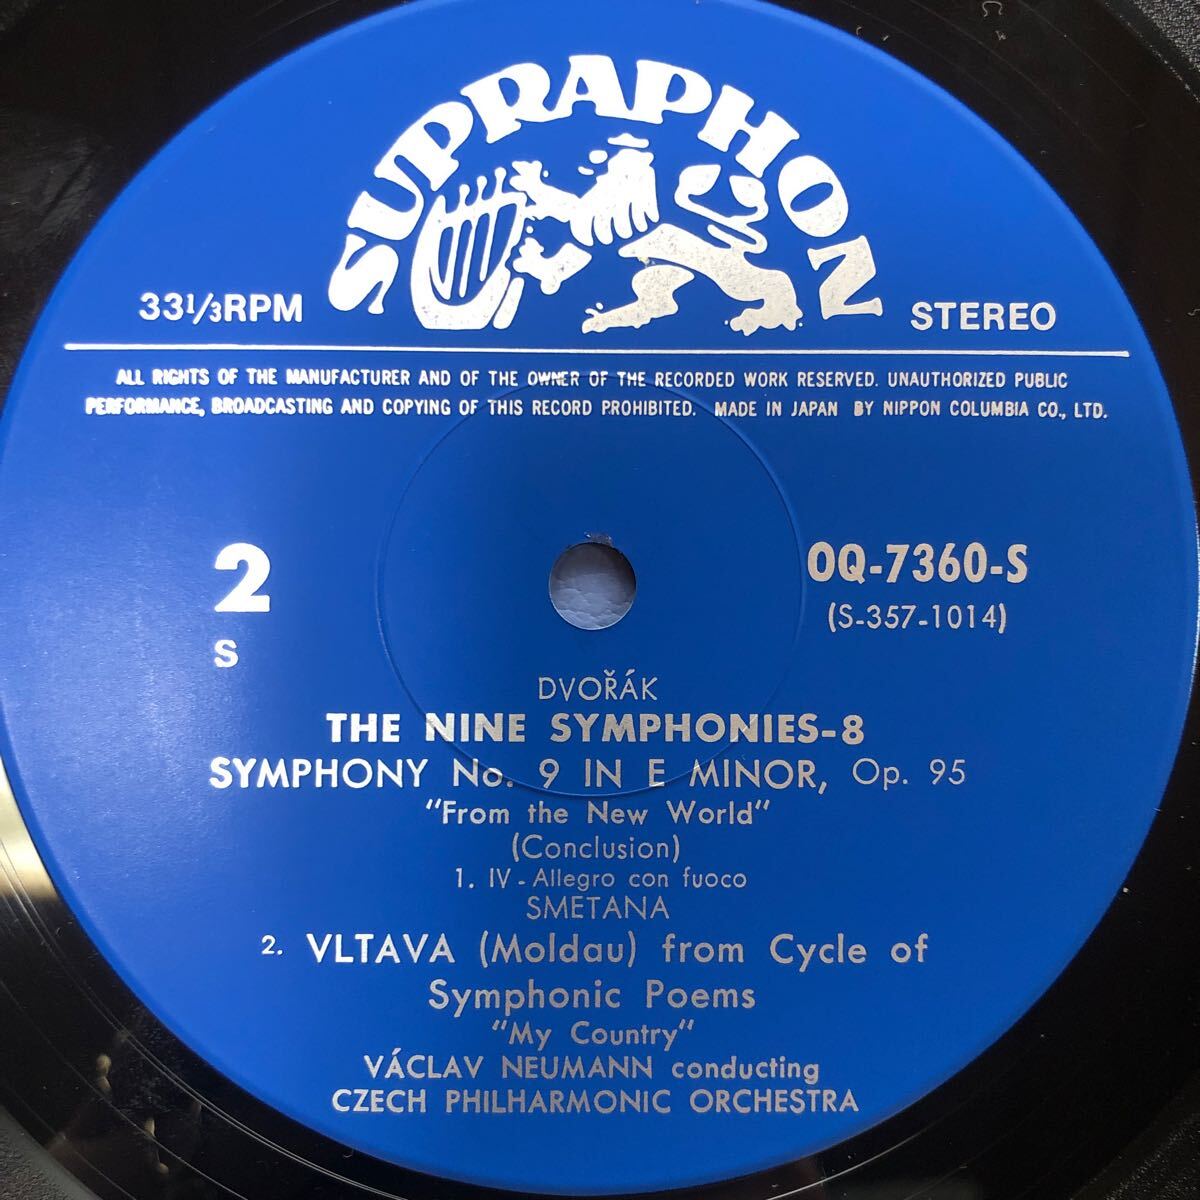 SUPRAPHON
33 1/3 RPM
STEREO
ALL RIGHTS OF THE MANUFACTURER AND OF THE OWNER OF THE RECORDED WORK RESERVED. UNAUTHORIZED PUBLIC
PERFORMANCE, BROADCASTING AND COPYING OF THIS RECORD PROHIBITED. MADE IN JAPAN BY NIPPON COLUMBIA CO., LTD.
2
S
OQ-7360-S
(S-357-1014)
DVOŘÁK
THE NINE SYMPHONIES-8
SYMPHONY No. 9 IN E MINOR, Op. 95
"From the New World"
(Conclusion)
1. IV - Allegro con fuoco
SMETANA
2. VLTAVA (Moldau) from Cycle of
Symphonic Poems
"My Country"
VÁCLAV NEUMANN conducting
CZECH PHILHARMONIC ORCHESTRA